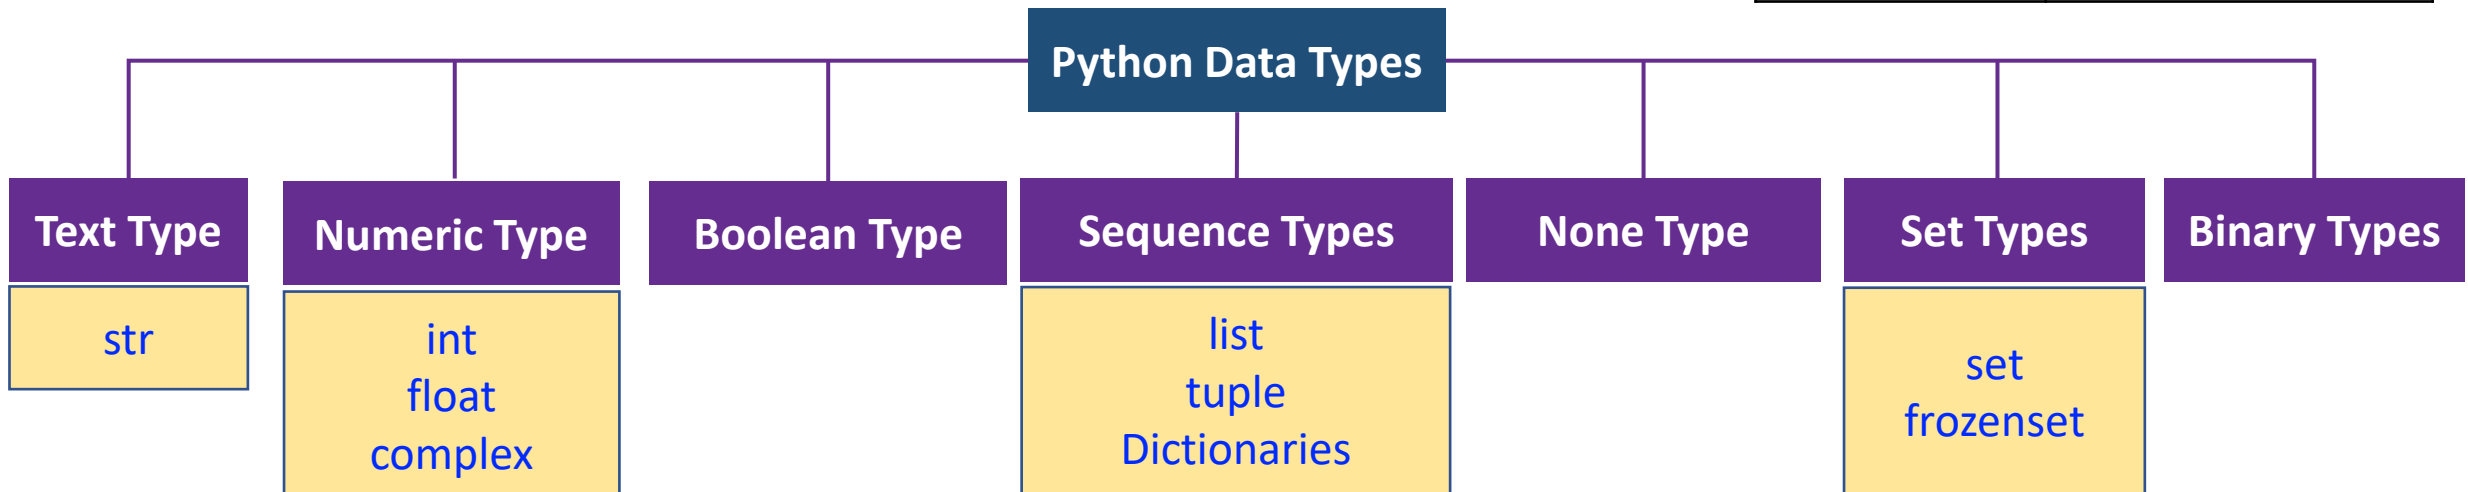 Python Data Types
Text Type
Numeric Type
Boolean Type
Sequence Types
None Type
Set Types
Binary Types
str
int
float
complex
list
tuple
Dictionaries
set
frozenset